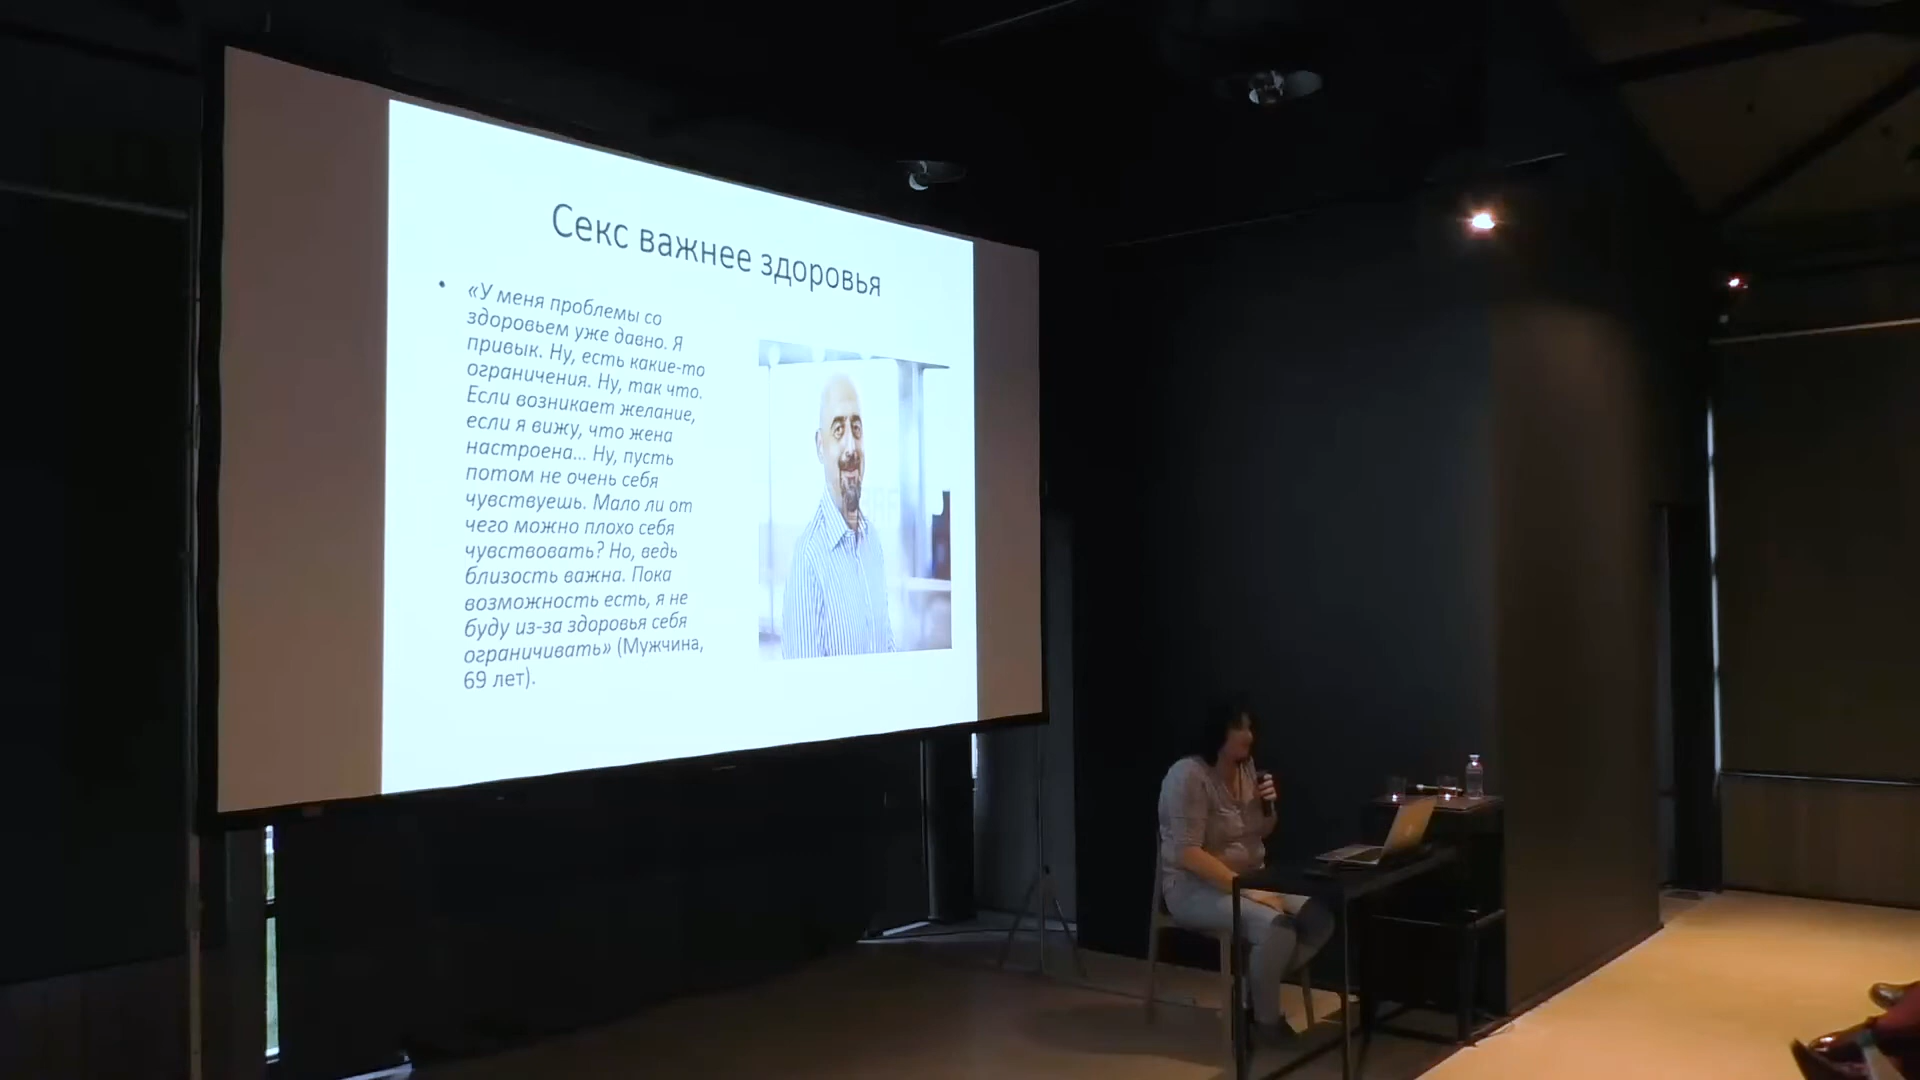 Секс важнее здоровья
• «У меня проблемы со
здоровьем уже давно. Я
привык. Ну, есть какие-то
ограничения. Ну, так что.
Если возникает желание,
если я вижу, что жена
настроена... Ну, пусть
потом не очень себя
чувствуешь. Мало ли от
чего можно плохо себя
чувствовать? Но, ведь
близость важна. Пока
возможность есть, я не
буду из-за здоровья себя
ограничивать» (Мужчина,
69 лет).